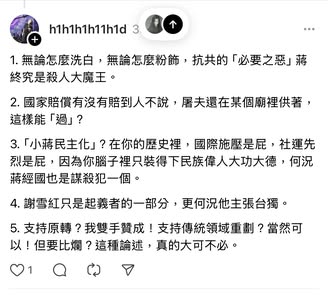 h1h1h1h11h1d 3
1. 無論怎麼洗白，無論怎麼粉飾，抗共的「必要之惡」蔣
終究是殺人大魔王。
2. 國家賠償有沒有賠到人不說，屠夫還在某個廟裡供著，
這樣能「過」？
3.「小蔣民主化」? 在你的歷史裡，國際施壓是屁，社運先
烈是屁，因為你腦子裡只裝得下民族偉人大功大德，何況
蔣經國也是謀殺犯一個。
4. 謝雪紅只是起義者的一部分，更何況他主張台獨。
5. 支持原轉？我雙手贊成！支持傳統領域重劃？當然可
以！但要比爛？這種論述，真的大可不必。
1